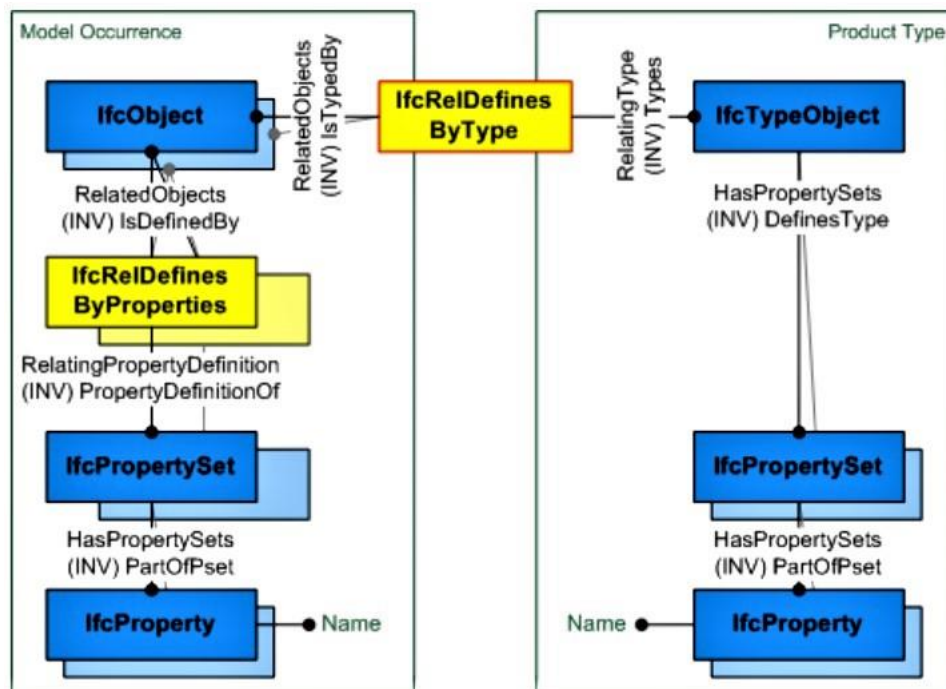 Model Occurrence
Product Type
IfcObject
RelatedObjects
(INV) IsTypedBy
IfcRelDefines
ByType
RelatingType
(INV) Types
IfcTypeObject
RelatedObjects
(INV) IsDefinedBy
HasPropertySets
(INV) DefinesType
IfcRelDefines
ByProperties
RelatingPropertyDefinition
(INV) PropertyDefinitionOf
IfcPropertySet
IfcPropertySet
HasPropertySets
(INV) PartOfPset
HasPropertySets
(INV) PartOfPset
IfcProperty
Name
Name
IfcProperty